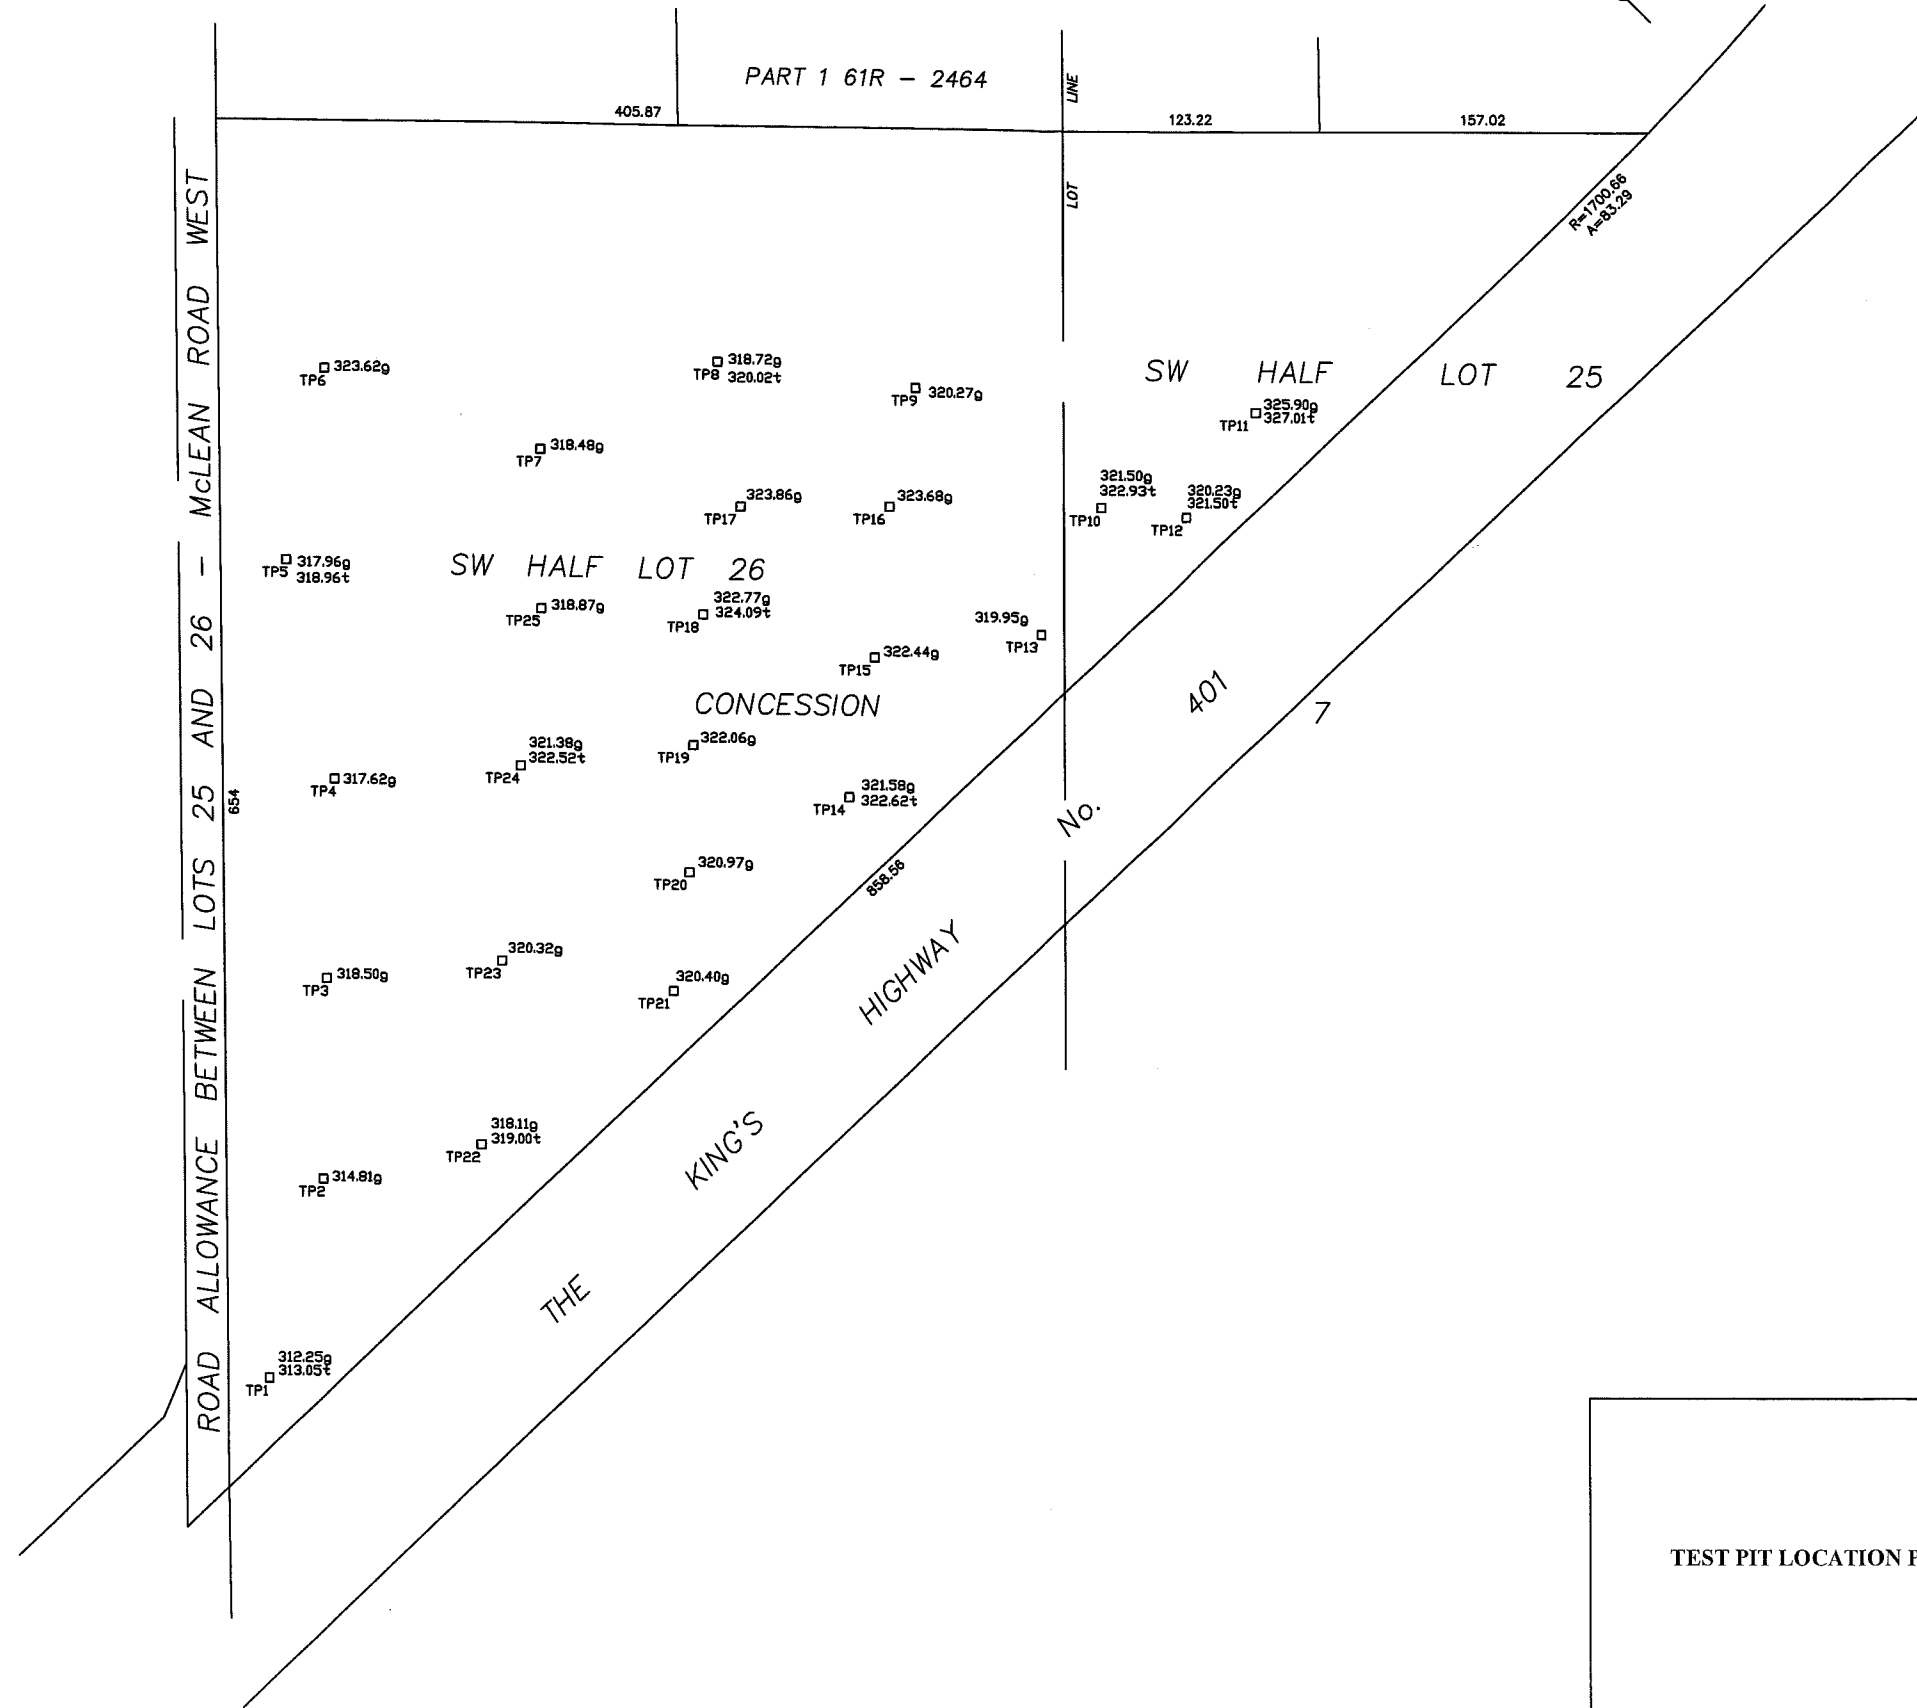 PART 1 61R - 2464
LINE
405.87
123.22
157.02
LOT
R=1700.66
A=83.29
ROAD ALLOWANCE BETWEEN LOTS 25 AND 26 - McLEAN ROAD WEST
323.62g
TP6
318.72g
TP8 320.02t
TP9 320.27g
SW HALF LOT 25
325.90g
327.01t
TP11
318.48g
TP7
321.50g
322.93t
TP10
320.23g
321.50t
TP12
323.86g
TP17
323.68g
TP16
317.96g
TP5 318.96t
SW HALF LOT 26
318.87g
TP25
322.77g
324.09t
TP18
319.95g
TP13
322.44g
TP15
CONCESSION
401
7
321.38g
322.52t
TP24
322.06g
TP19
317.62g
TP4
654
321.58g
322.62t
TP14
No.
320.97g
TP20
858.56
320.32g
TP23
318.50g
TP3
320.40g
TP21
HIGHWAY
318.11g
319.00t
TP22
KING'S
314.81g
TP2
THE
312.25g
313.05t
TP1
TEST PIT LOCATION P